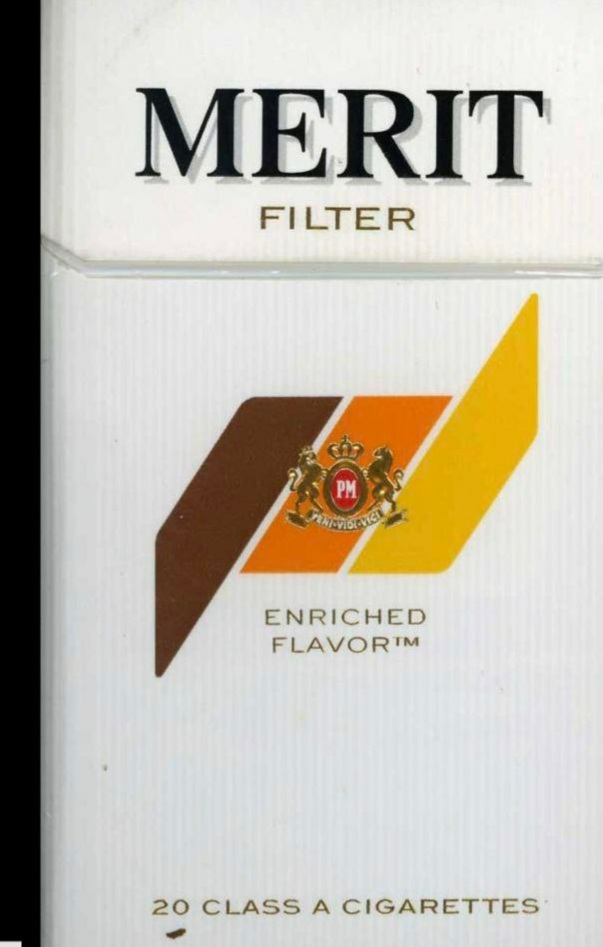 MERIT
FILTER
PM
VENI·VIDI·VICI
ENRICHED
FLAVOR™
20 CLASS A CIGARETTES